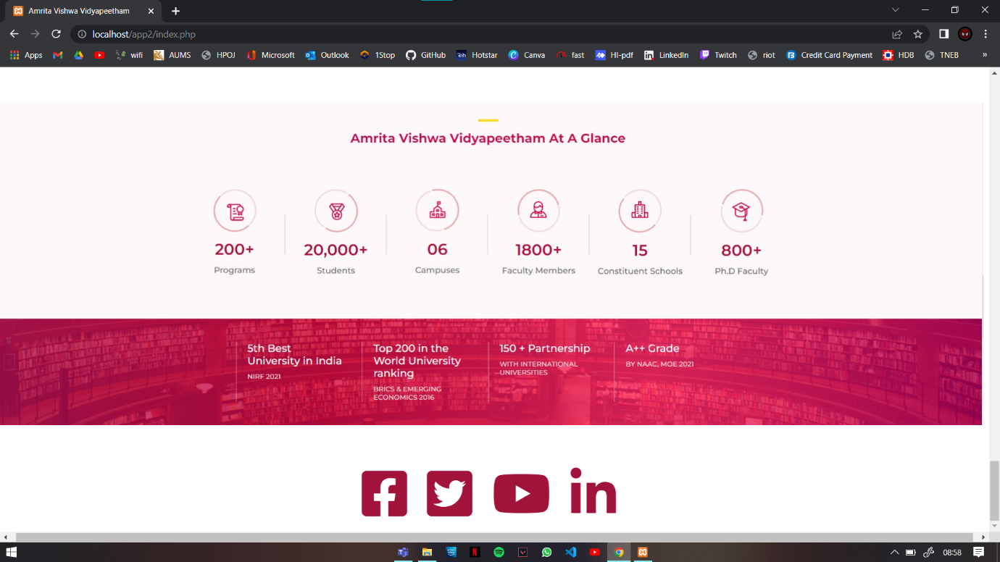 Amrita Vishwa Vidyapeetham
localhost/app2/index.php
Apps wifi AUMS HPOJ Microsoft Outlook 1Stop GitHub Hotstar Canva fast HI-pdf LinkedIn Twitch riot Credit Card Payment HDB TNEB »
Amrita Vishwa Vidyapeetham At A Glance
200+ 20,000+ 06 1800+ 15 800+
Programs Students Campuses Faculty Members Constituent Schools Ph.D Faculty
5th Best
University in India
NIRF 2021
Top 200 in the
World University
ranking
BRICS & EMERGING
ECONOMICS 2016
150 + Partnership
WITH INTERNATIONAL
UNIVERSITIES
A++ Grade
BY NAAC, MOE 2021
08:58